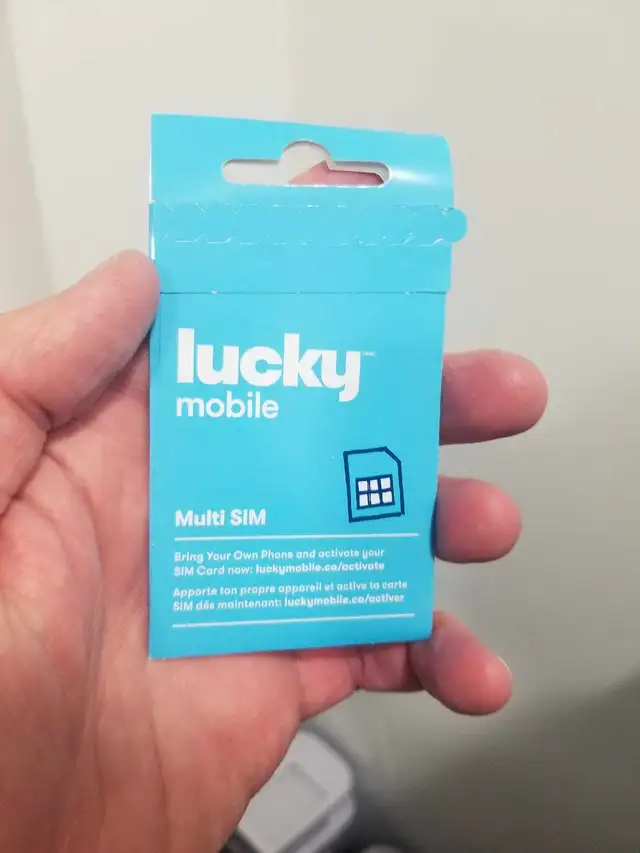 lucky
mobile
Multi SIM
Bring Your Own Phone and activate your
SIM Card now: luckymobile.ca/activate
Apporte ton propre appareil et active ta carte
SIM dès maintenant: luckymobile.ca/activer